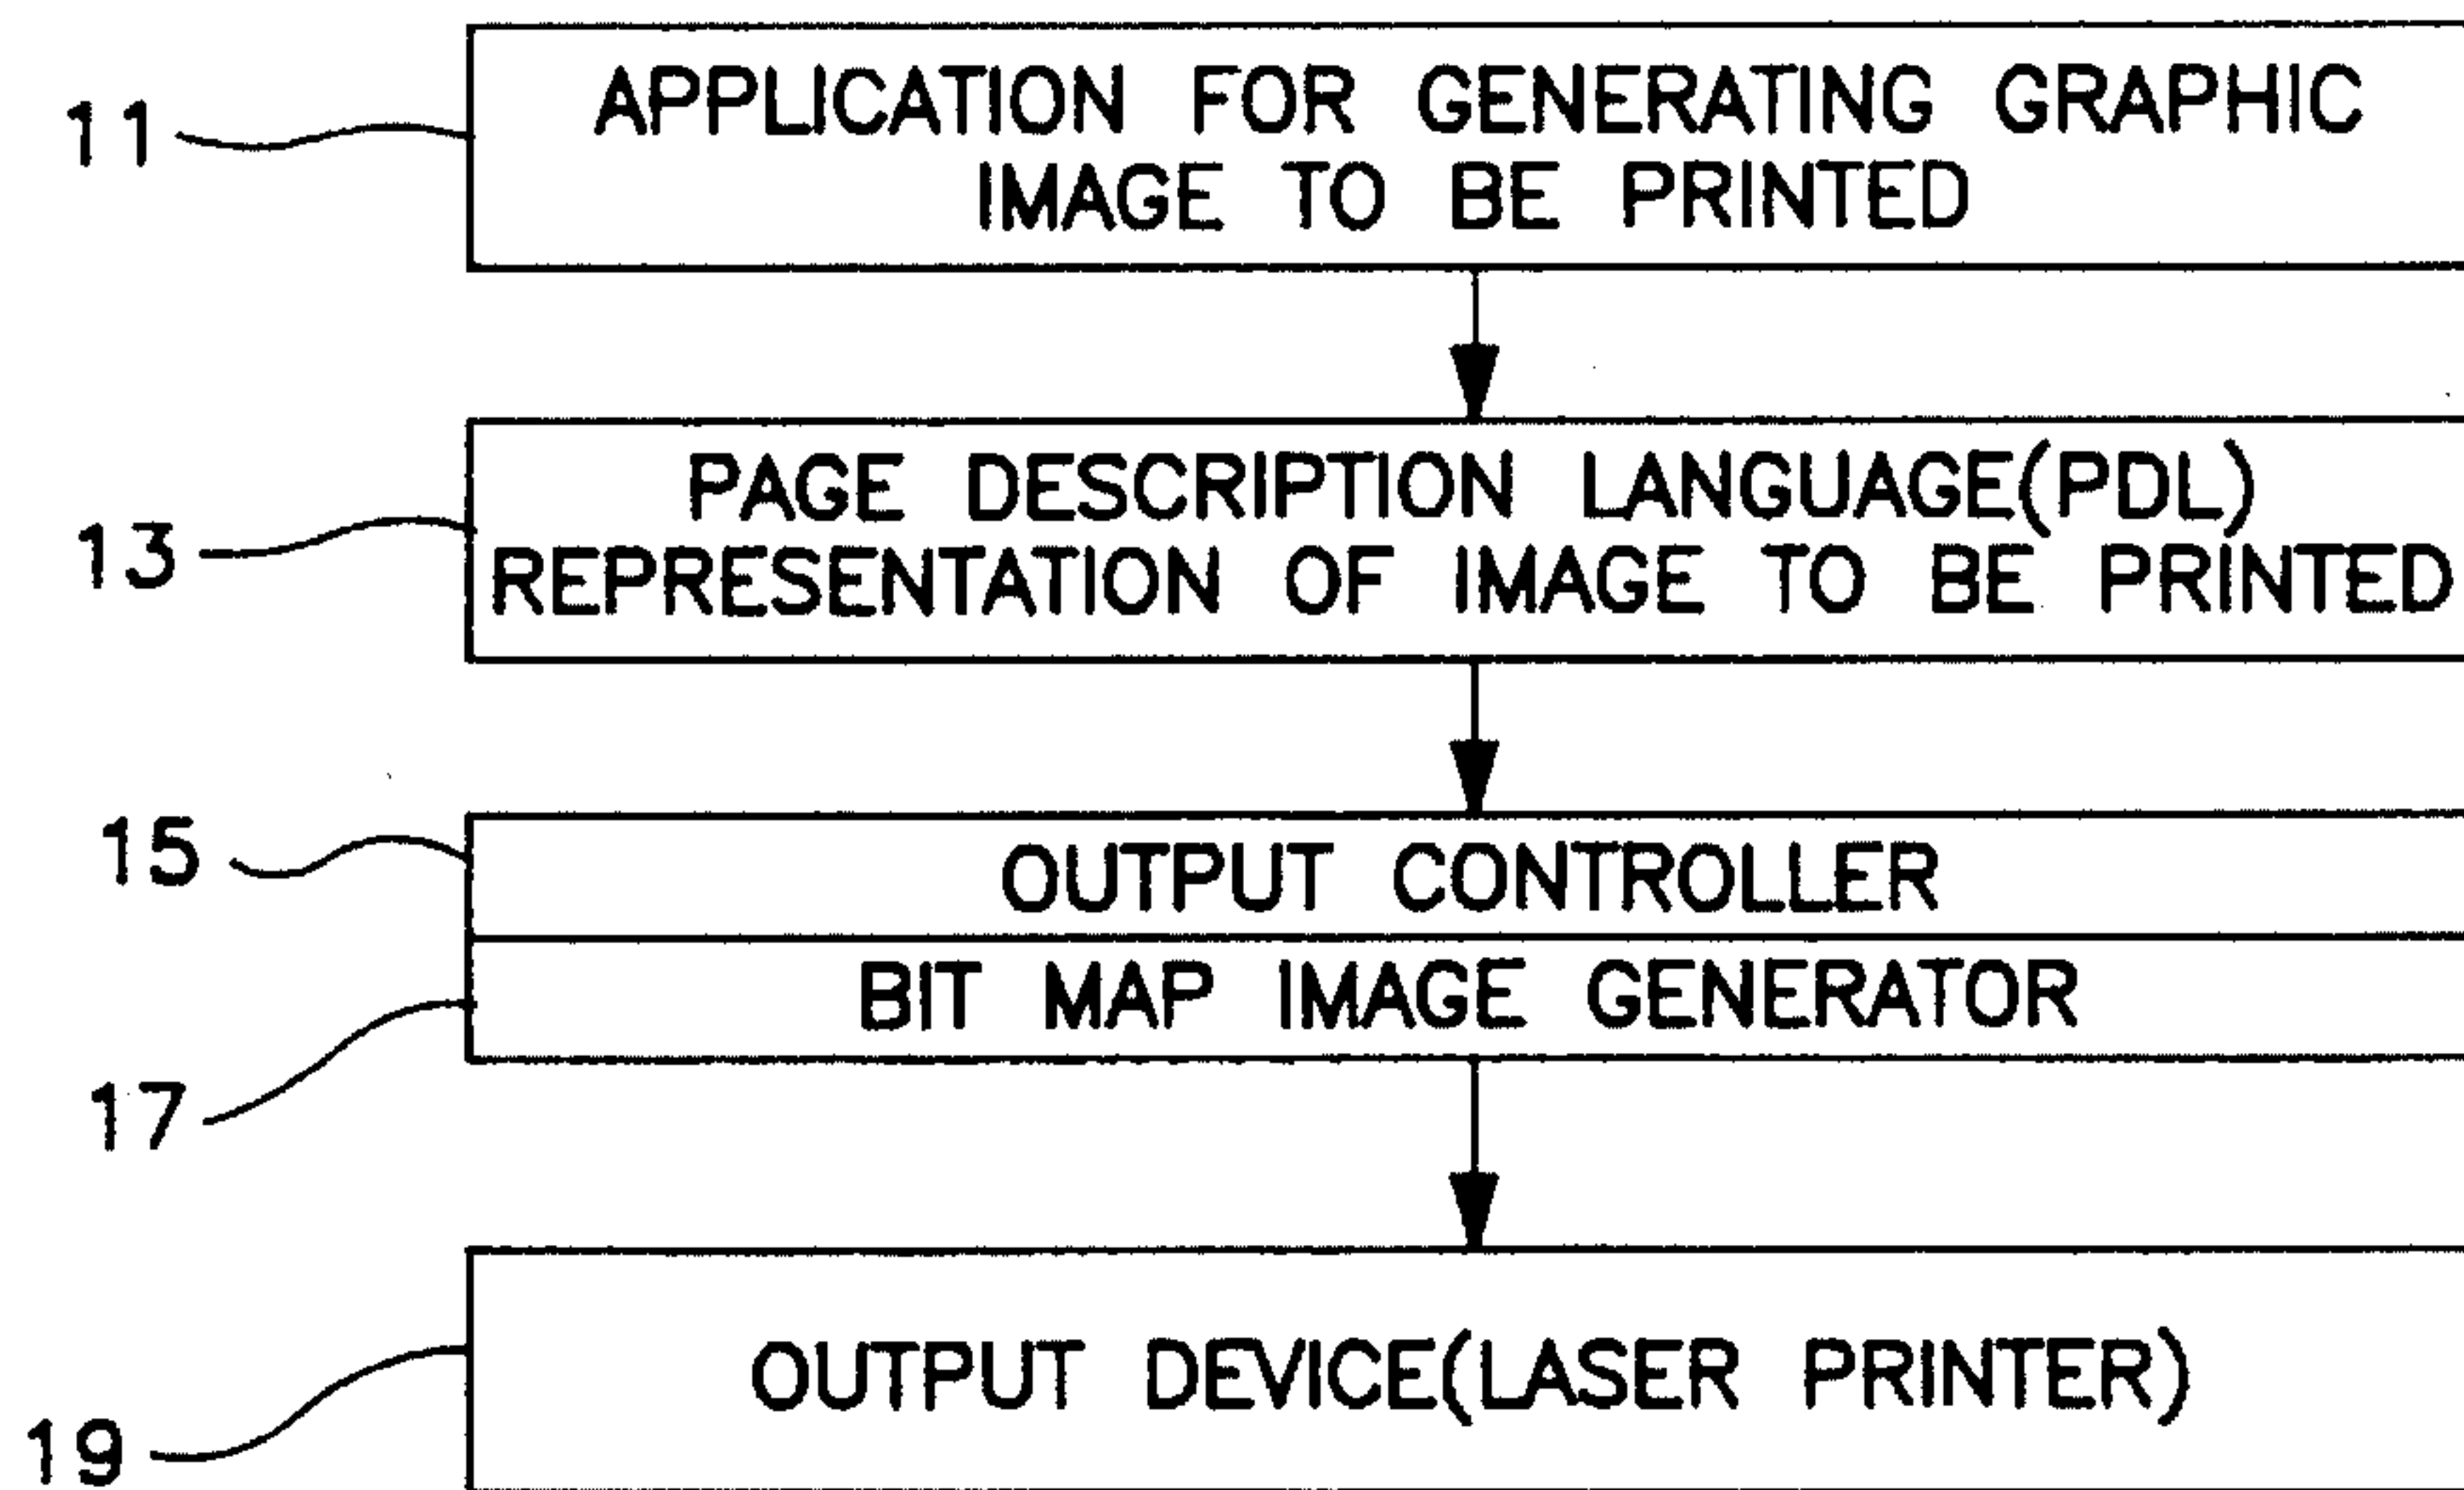 11
APPLICATION FOR GENERATING GRAPHIC
IMAGE TO BE PRINTED
13
PAGE DESCRIPTION LANGUAGE(PDL)
REPRESENTATION OF IMAGE TO BE PRINTED
15
OUTPUT CONTROLLER
BIT MAP IMAGE GENERATOR
17
OUTPUT DEVICE(LASER PRINTER)
19